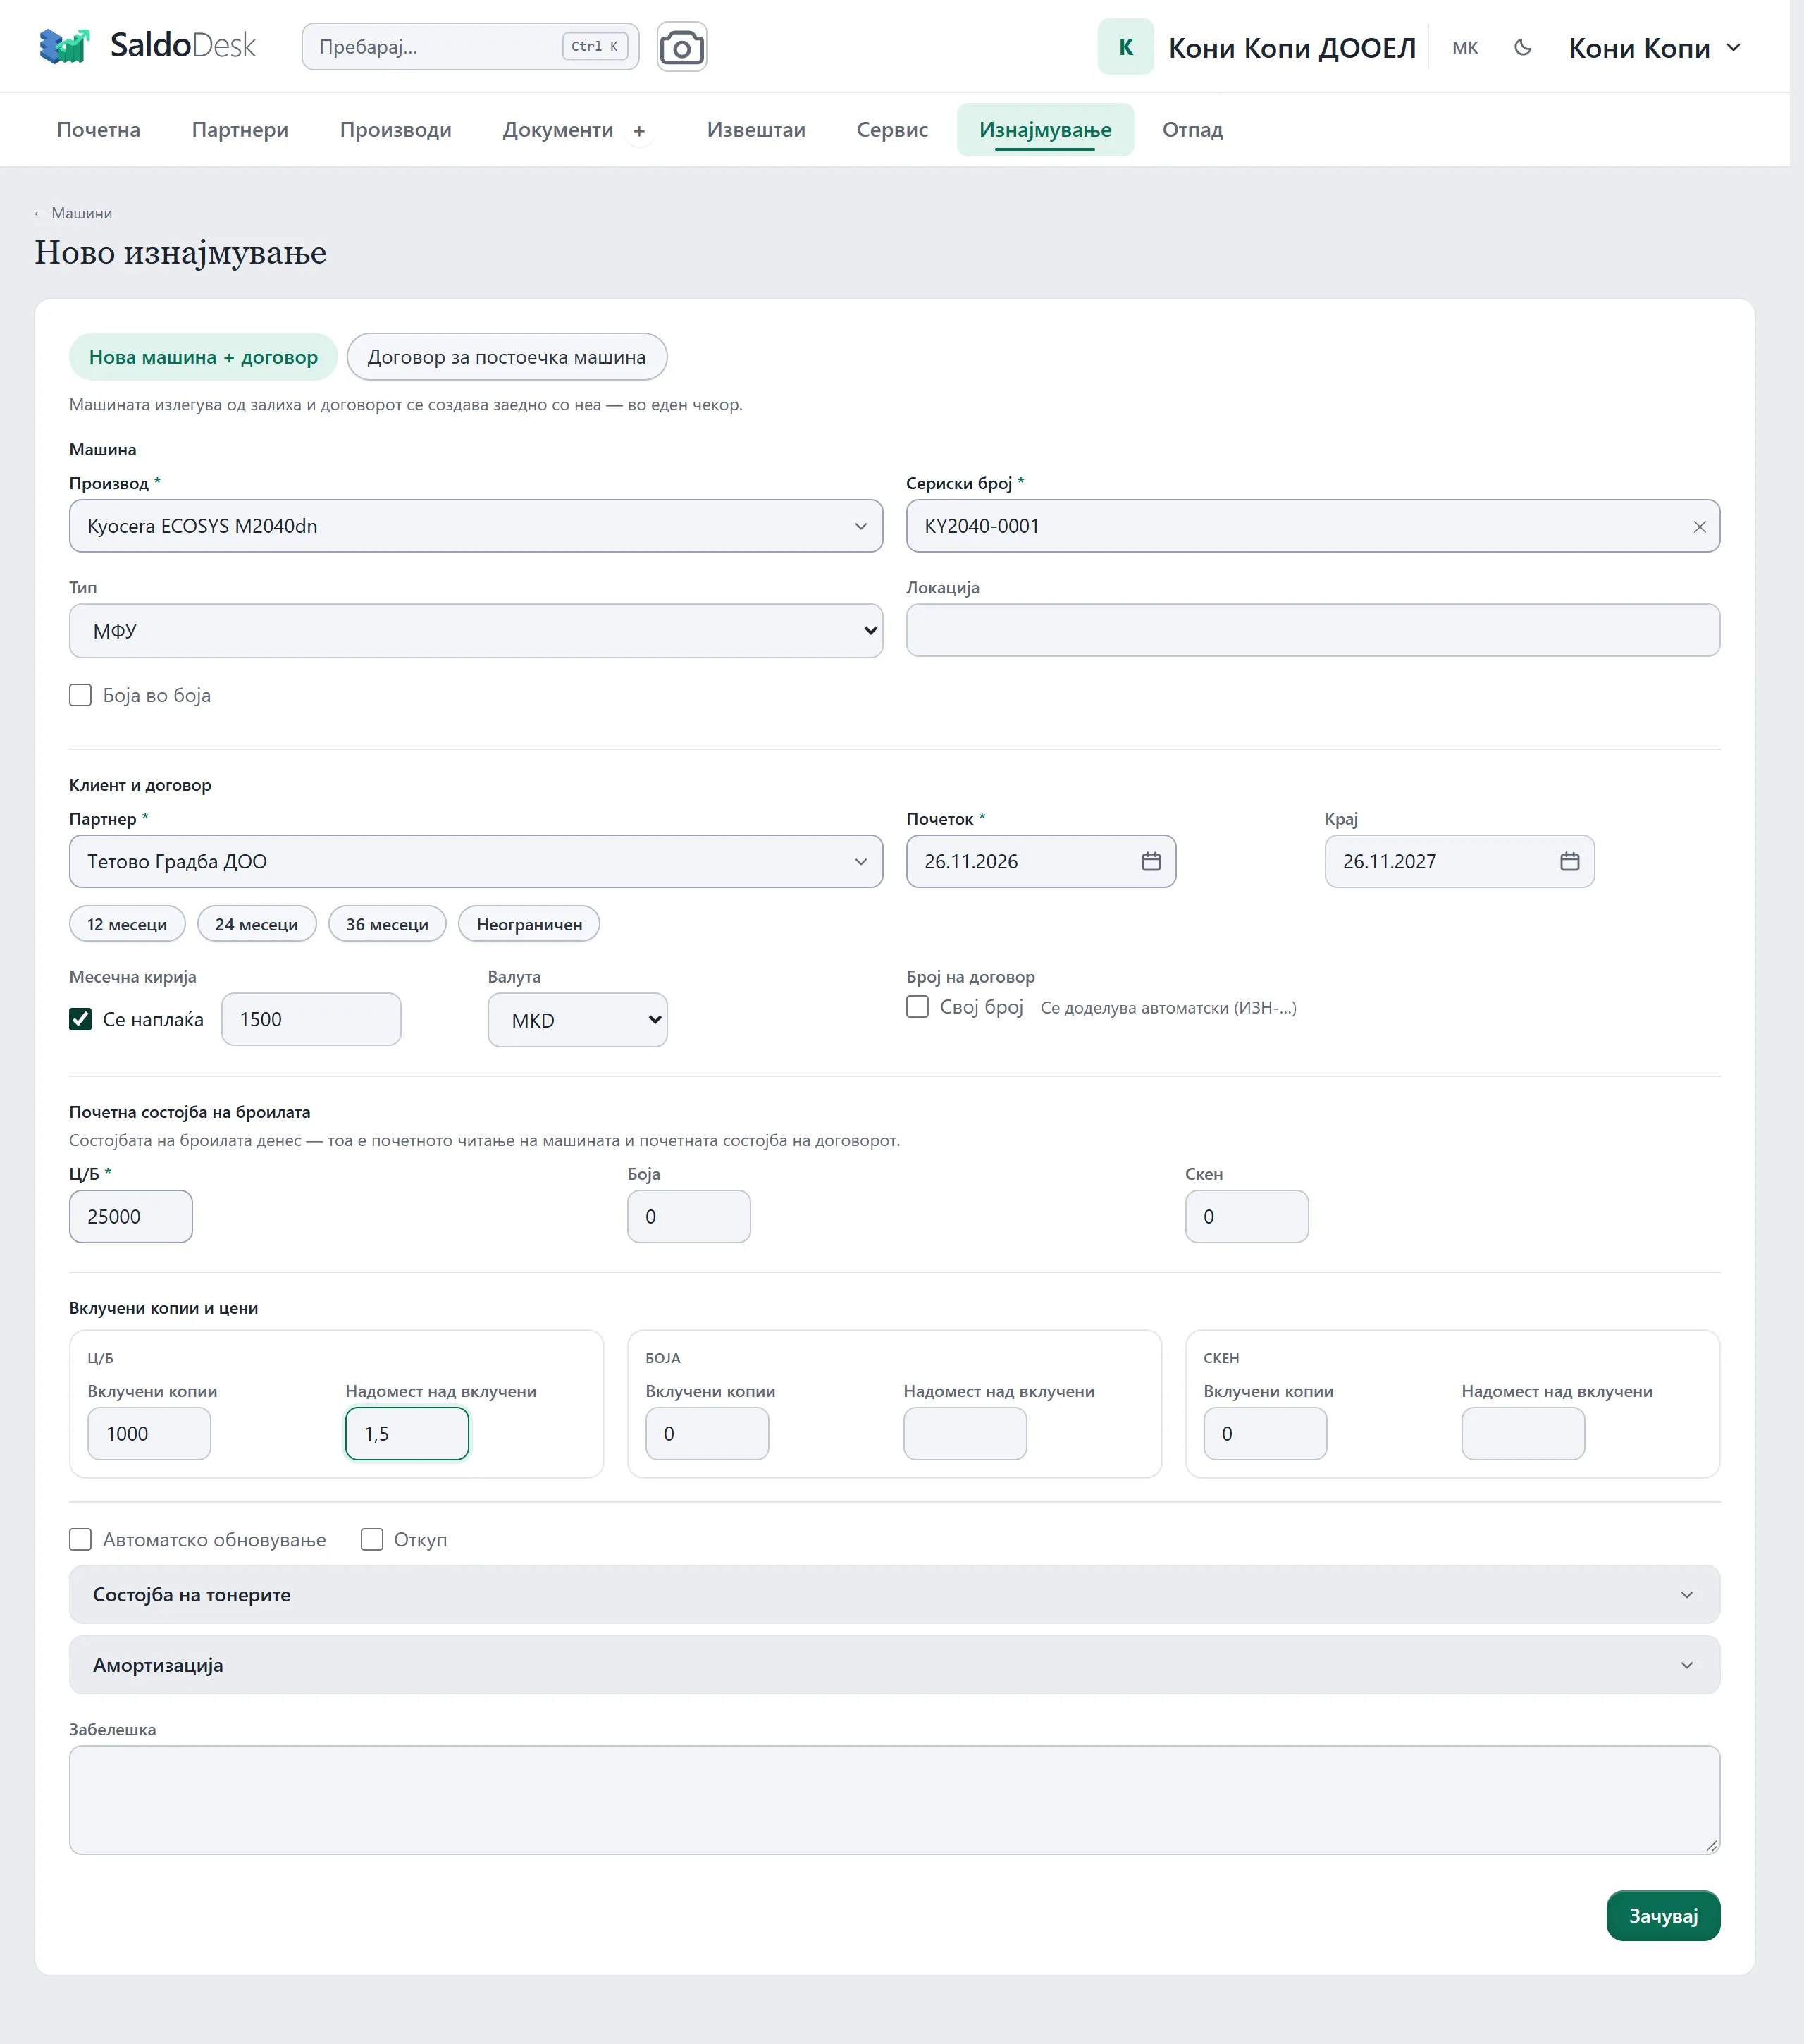 SaldoDesk
Пребарај...
Ctrl K
К
Кони Копи ДООЕЛ
МК
Кони Копи
Почетна
Партнери
Производи
Документи +
Извештаи
Сервис
Изнајмување
Отпад
← Машини
Ново изнајмување
Нова машина + договор
Договор за постоечка машина
Машината излегува од залиха и договорот се создава заедно со неа — во еден чекор.
Машина
Производ *
Сериски број *
Kyocera ECOSYS M2040dn
KY2040-0001
Тип
Локација
МФУ
Боја во боја
Клиент и договор
Партнер *
Почеток *
Крај
Тетово Градба ДОО
26.11.2026
26.11.2027
12 месеци
24 месеци
36 месеци
Неограничен
Месечна кирија
Валута
Број на договор
Се наплаќа
1500
MKD
Свој број
Се доделува автоматски (ИЗН-...)
Почетна состојба на броилата
Состојбата на броилата денес — тоа е почетното читање на машината и почетната состојба на договорот.
Ц/Б *
Боја
Скен
25000
0
0
Вклучени копии и цени
Ц/Б
БОЈА
СКЕН
Вклучени копии
Надомест над вклучени
Вклучени копии
Надомест над вклучени
Вклучени копии
Надомест над вклучени
1000
1,5
0
0
Автоматско обновување
Откуп
Состојба на тонерите
Амортизација
Забелешка
Зачувај